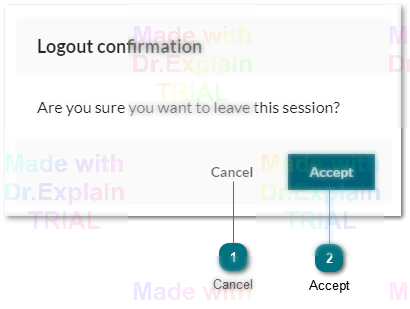 Made with
Dr.Explain
TRIAL
Logout confirmation
Are you sure you want to leave this session?
Made with
Dr.Explain
TRIAL
Made with
Dr.Explain
TRIAL
Cancel
Accept
1
2
Cancel
Accept
Made with